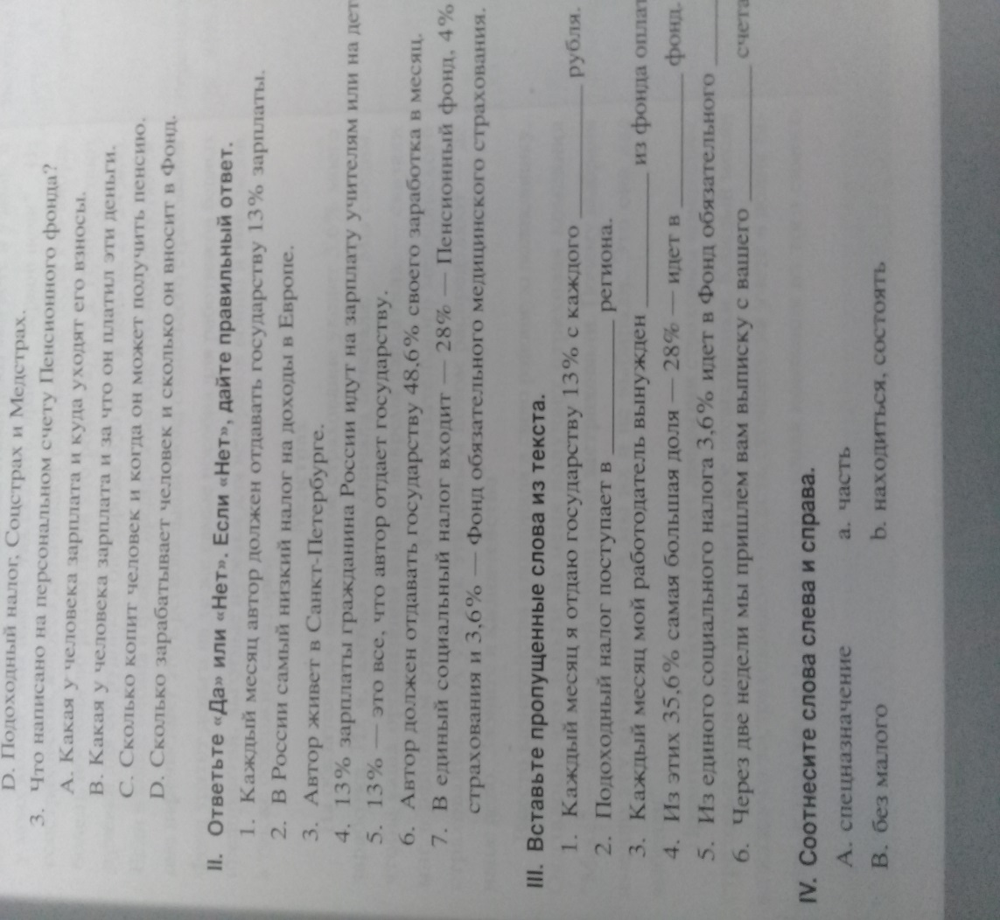 D. Подоходный налог, Соцстрах и Медстрах.
3. Что написано на персональном счету Пенсионного фонда?
A. Какая у человека зарплата и куда уходят его взносы.
B. Какая у человека зарплата и за что он платил эти деньги.
C. Сколько копит человек и когда он может получить пенсию.
D. Сколько зарабатывает человек и сколько он вносит в Фонд.
II. Ответьте «Да» или «Нет». Если «Нет», дайте правильный ответ.
1. Каждый месяц автор должен отдавать государству 13% зарплаты.
2. В России самый низкий налог на доходы в Европе.
3. Автор живет в Санкт-Петербурге.
4. 13% зарплаты гражданина России идут на зарплату учителям или на дет
5. 13% — это все, что автор отдает государству.
6. Автор должен отдавать государству 48,6% своего заработка в месяц.
7. В единый социальный налог входит — 28% — Пенсионный фонд, 4%
страхования и 3,6% — Фонд обязательного медицинского страхования.
III. Вставьте пропущенные слова из текста.
1. Каждый месяц я отдаю государству 13% с каждого ________ рубля.
2. Подоходный налог поступает в ________ региона.
3. Каждый месяц мой работодатель вынужден ________ из фонда оплат
4. Из этих 35,6% самая большая доля — 28% — идет в ________ фонд.
5. Из единого социального налога 3,6% идет в Фонд обязательного ________
6. Через две недели мы пришлем вам выписку с вашего ________ счета
IV. Соотнесите слова слева и справа.
A. спецназначение a. часть
B. без малого b. находиться, состоять